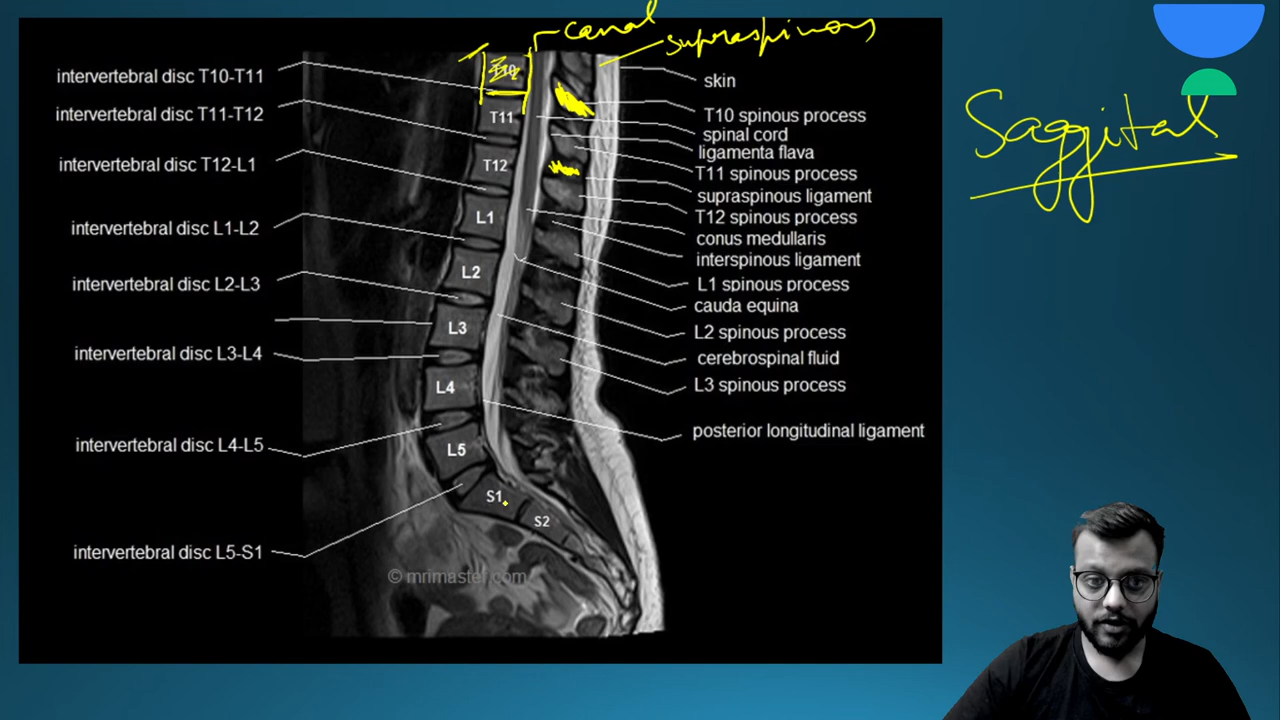 canal
supraspinous
Saggital
intervertebral disc T10-T11
intervertebral disc T11-T12
intervertebral disc T12-L1
intervertebral disc L1-L2
intervertebral disc L2-L3
intervertebral disc L3-L4
intervertebral disc L4-L5
intervertebral disc L5-S1
T10
T11
T12
L1
L2
L3
L4
L5
S1
S2
skin
T10 spinous process
spinal cord
ligamenta flava
T11 spinous process
supraspinous ligament
T12 spinous process
conus medullaris
interspinous ligament
L1 spinous process
cauda equina
L2 spinous process
cerebrospinal fluid
L3 spinous process
posterior longitudinal ligament
© mrimaster.com